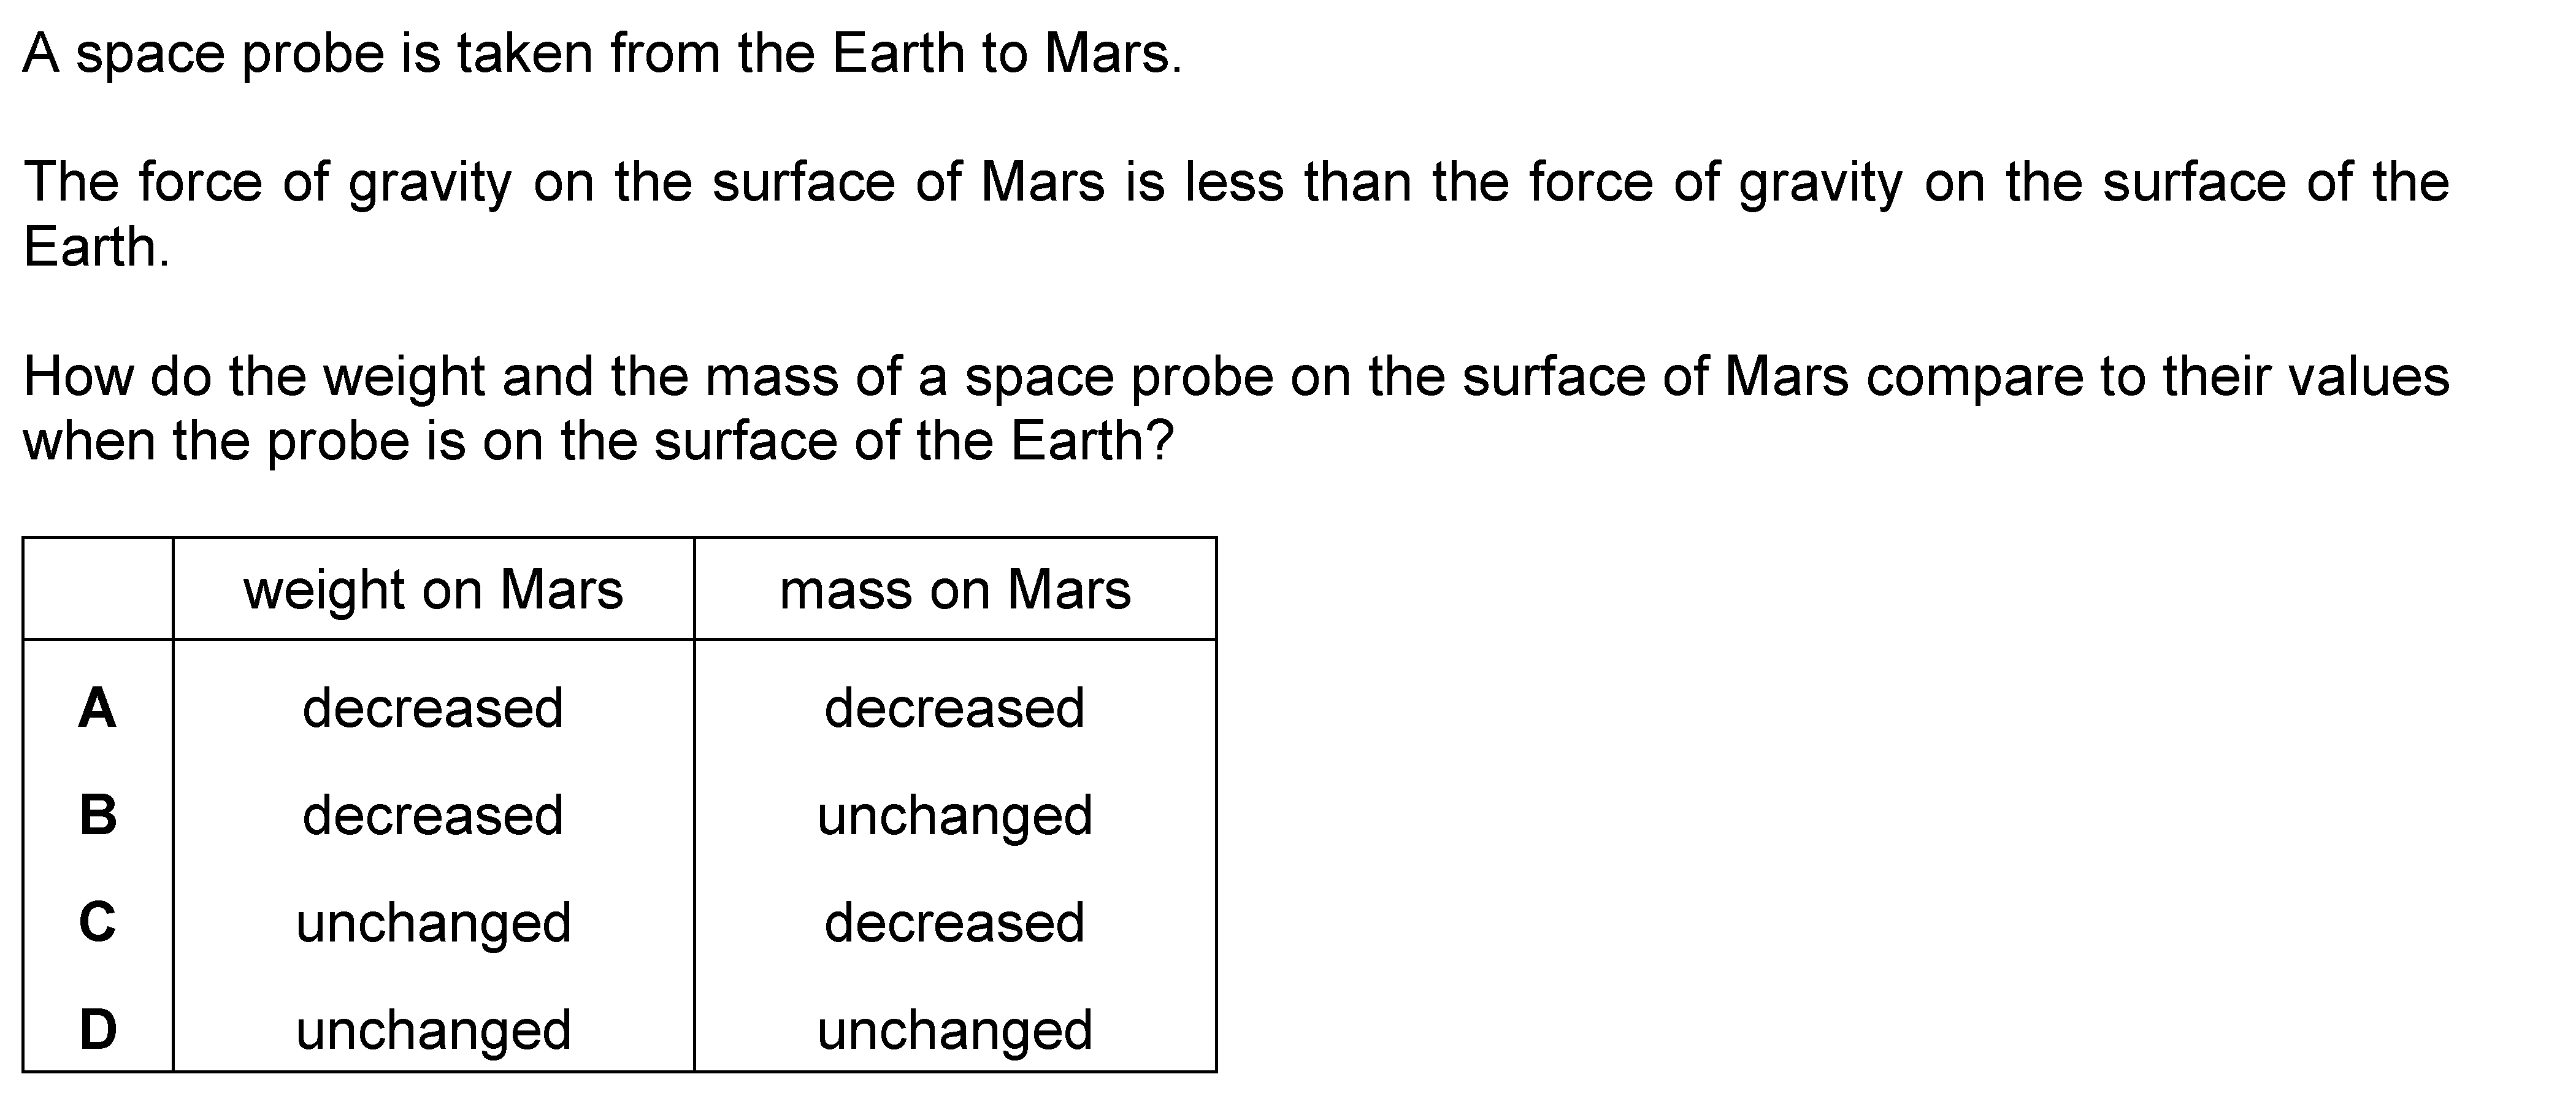 A space probe is taken from the Earth to Mars.
The force of gravity on the surface of Mars is less than the force of gravity on the surface of the
Earth.
How do the weight and the mass of a space probe on the surface of Mars compare to their values
when the probe is on the surface of the Earth?
weight on Mars mass on Mars
A decreased decreased
B decreased unchanged
C unchanged decreased
D unchanged unchanged